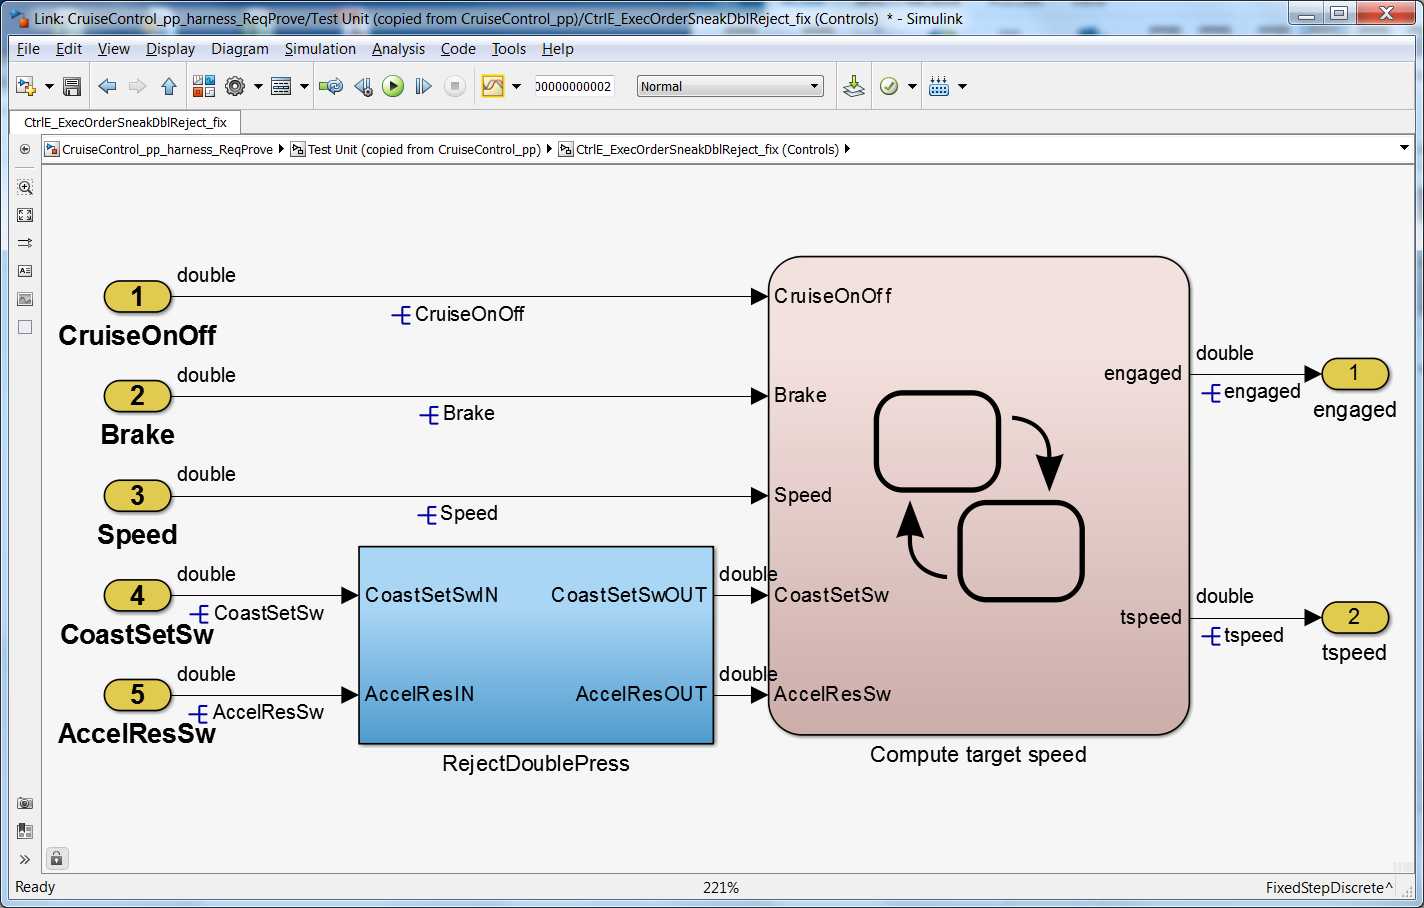 Link: CruiseControl_pp_harness_ReqProve/Test Unit (copied from CruiseControl_pp)/CtrlE_ExecOrderSneakDblReject_fix (Controls) * - Simulink
File Edit View Display Diagram Simulation Analysis Code Tools Help
00000000002 Normal
CtrlE_ExecOrderSneakDblReject_fix
CruiseControl_pp_harness_ReqProve Test Unit (copied from CruiseControl_pp) CtrlE_ExecOrderSneakDblReject_fix (Controls)
double
1 CruiseOnOff
CruiseOnOff
CruiseOnOff
double
2 Brake
Brake
Brake
double
3 Speed
Speed
Speed
double
4 CoastSetSwIN CoastSetSwOUT double CoastSetSw
CoastSetSw
CoastSetSw
double
5 AccelResIN AccelResOUT double AccelResSw
AccelResSw
AccelResSw
RejectDoublePress
Compute target speed
engaged double 1
engaged
engaged
tspeed double 2
tspeed
tspeed
Ready 221% FixedStepDiscrete^